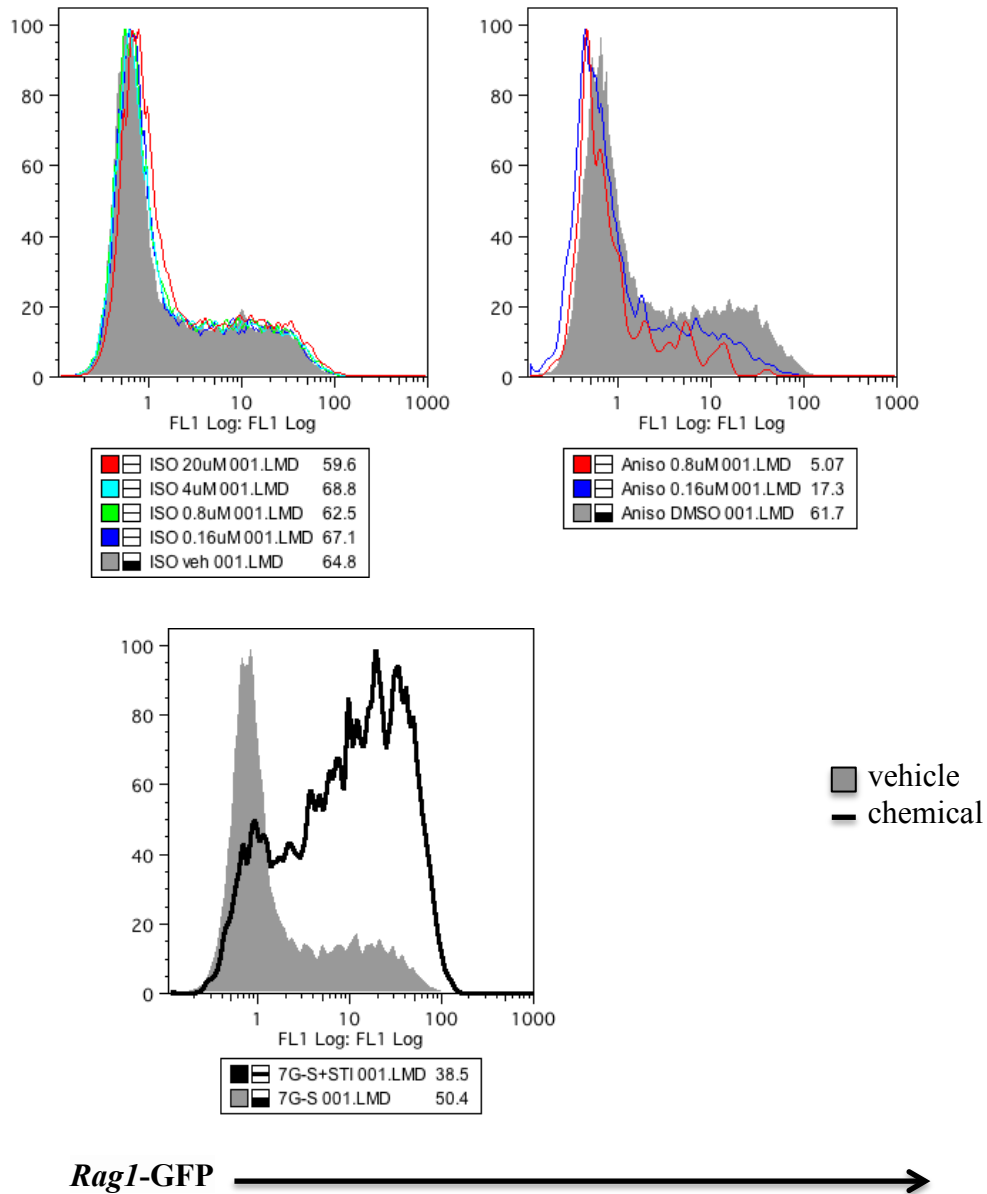 100
80
60
40
20
0
1 10 100 1000
FL1 Log: FL1 Log
ISO 20uM 001.LMD 59.6
ISO 4uM 001.LMD 68.8
ISO 0.8uM 001.LMD 62.5
ISO 0.16uM 001.LMD 67.1
ISO veh 001.LMD 64.8
100
80
60
40
20
0
1 10 100 1000
FL1 Log: FL1 Log
Aniso 0.8uM 001.LMD 5.07
Aniso 0.16uM 001.LMD 17.3
Aniso DMSO 001.LMD 61.7
100
80
60
40
20
0
1 10 100 1000
FL1 Log: FL1 Log
7G-S+STI 001.LMD 38.5
7G-S 001.LMD 50.4
vehicle
chemical
Rag1-GFP